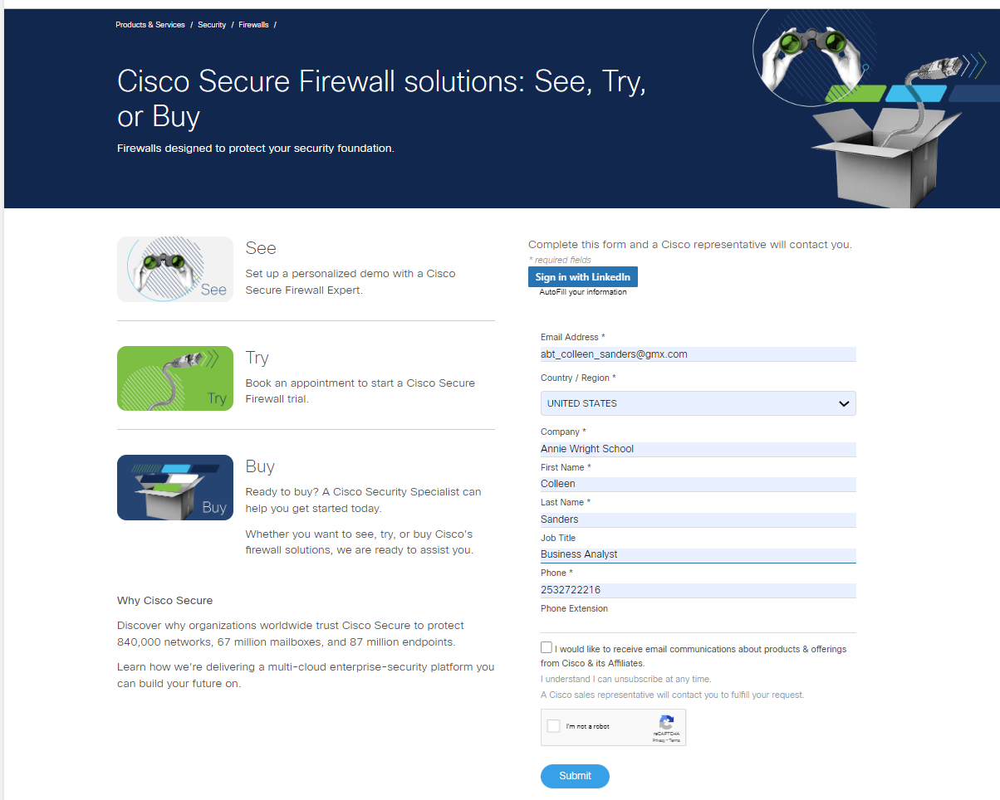 Products & Services / Security / Firewalls /
Cisco Secure Firewall solutions: See, Try,
or Buy
Firewalls designed to protect your security foundation.
See
See
Set up a personalized demo with a Cisco
Secure Firewall Expert.
Try
Try
Book an appointment to start a Cisco Secure
Firewall trial.
Buy
Buy
Ready to buy? A Cisco Security Specialist can
help you get started today.
Whether you want to see, try, or buy Cisco's
firewall solutions, we are ready to assist you.
Why Cisco Secure
Discover why organizations worldwide trust Cisco Secure to protect
840,000 networks, 67 million mailboxes, and 87 million endpoints.
Learn how we're delivering a multi-cloud enterprise-security platform you
can build your future on.
Complete this form and a Cisco representative will contact you.
* required fields
Sign in with LinkedIn
AutoFill your information
Email Address *
abt_colleen_sanders@gmx.com
Country / Region *
UNITED STATES
Company *
Annie Wright School
First Name *
Colleen
Last Name *
Sanders
Job Title
Business Analyst
Phone *
2532722216
Phone Extension
I would like to receive email communications about products & offerings
from Cisco & its Affiliates.
I understand I can unsubscribe at any time.
A Cisco sales representative will contact you to fulfill your request.
I'm not a robot
reCAPTCHA
Privacy - Terms
Submit